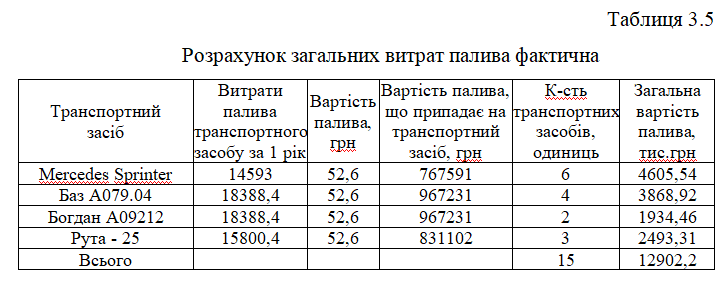 Таблиця 3.5
Розрахунок загальних витрат палива фактична
Транспортний засіб | Витрати палива транспортного засобу за 1 рік | Вартість палива, грн | Вартість палива, що припадає на транспортний засіб, грн | К-сть транспортних засобів, одиниць | Загальна вартість палива, тис.грн
Mercedes Sprinter | 14593 | 52,6 | 767591 | 6 | 4605,54
Баз А079.04 | 18388,4 | 52,6 | 967231 | 4 | 3868,92
Богдан А09212 | 18388,4 | 52,6 | 967231 | 2 | 1934,46
Рута - 25 | 15800,4 | 52,6 | 831102 | 3 | 2493,31
Всього | | | | 15 | 12902,2